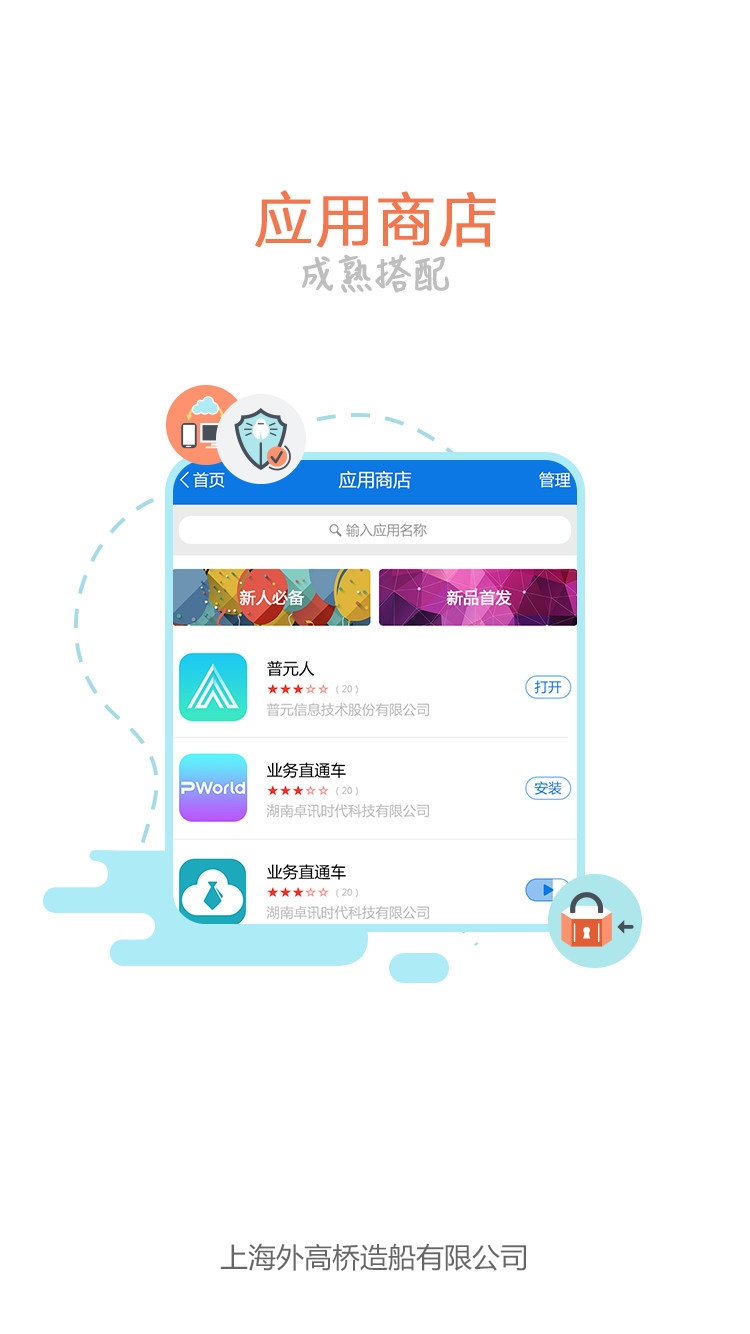 应用商店
成熟搭配
首页 应用商店 管理
输入应用名称
新人必备 新品首发
普元人
★★★☆☆ (20)
普元信息技术股份有限公司
打开
PWorld
业务直通车
★★★☆☆ (20)
湖南卓讯时代科技有限公司
安装
业务直通车
★★★☆☆ (20)
湖南卓讯时代科技有限公司
上海外高桥造船有限公司